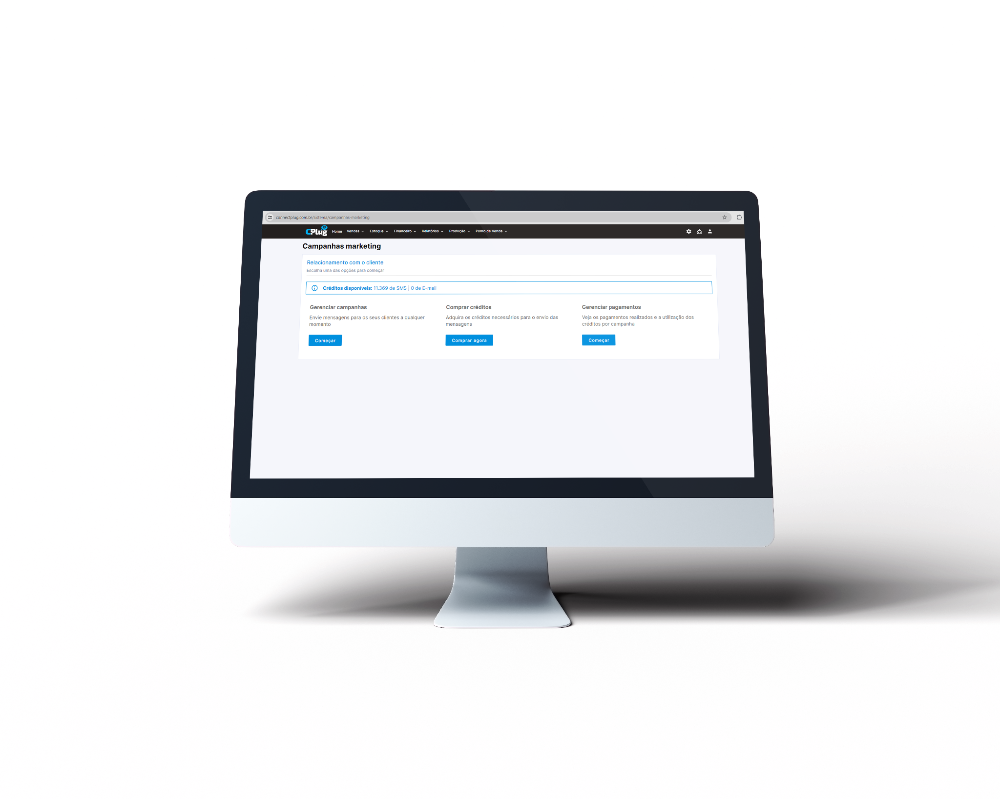 connectplug.com.br/sistema/campanhas-marketing
CPlug Home Vendas Estoque Financeiro Relatórios Produção Ponto de Venda
Campanhas marketing
Relacionamento com o cliente
Escolha uma das opções para começar
Créditos disponíveis: 11.369 de SMS | 0 de E-mail
Gerenciar campanhas
Envie mensagens para os seus clientes a qualquer
momento
Começar
Comprar créditos
Adquira os créditos necessários para o envio das
mensagens
Comprar agora
Gerenciar pagamentos
Veja os pagamentos realizados e a utilização dos
créditos por campanha
Começar